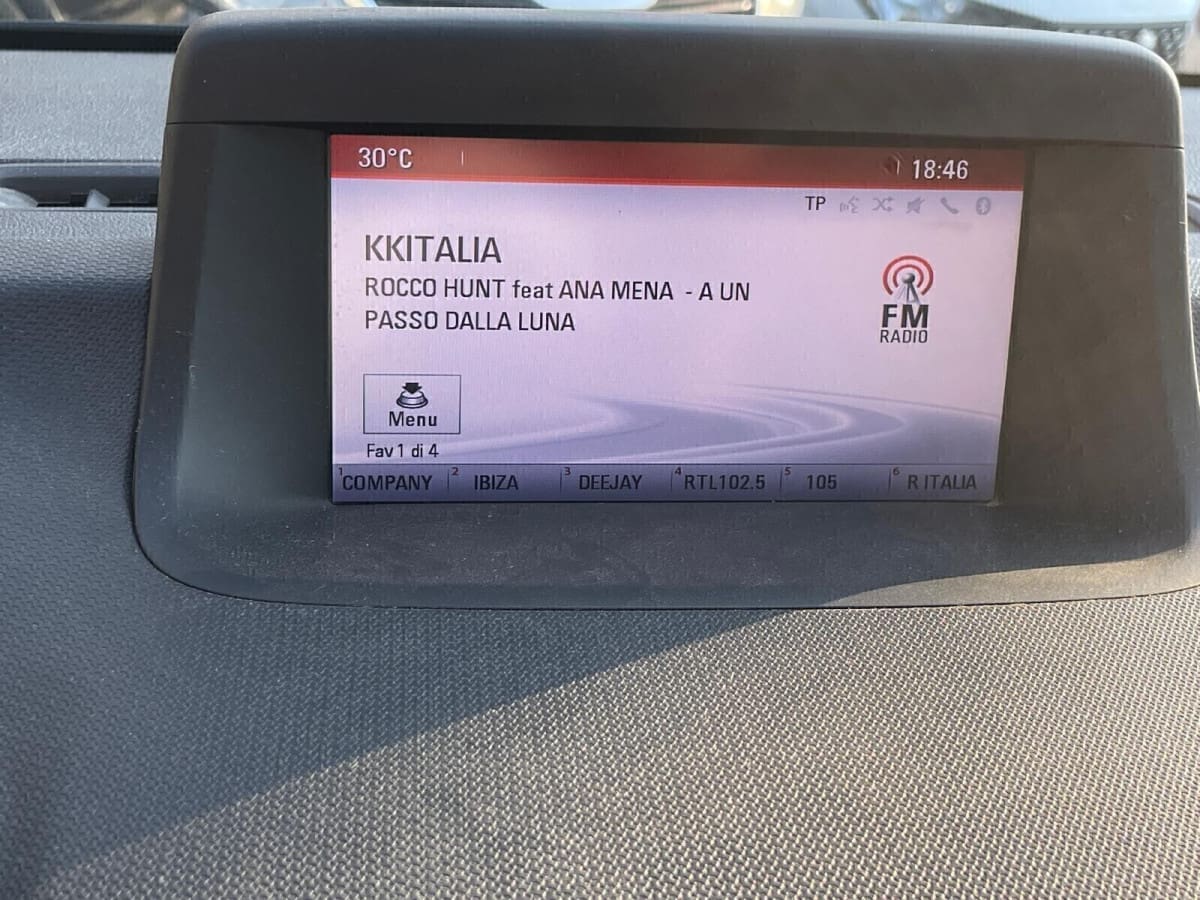 30°C
18:46
TP
KKITALIA
ROCCO HUNT feat ANA MENA - A UN
PASSO DALLA LUNA
FM
RADIO
Menu
Fav 1 di 4
1 COMPANY 2 IBIZA 3 DEEJAY 4 RTL102.5 5 105 6 R ITALIA